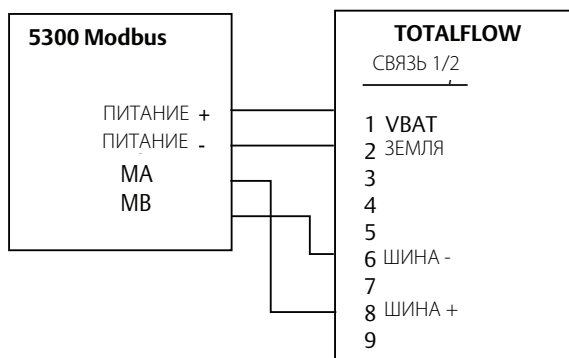 5300 Modbus
ПИТАНИЕ +
ПИТАНИЕ -
MA
MB
TOTALFLOW
СВЯЗЬ 1/2
1 VBAT
2 ЗЕМЛЯ
3
4
5
6 ШИНА -
7
8 ШИНА +
9